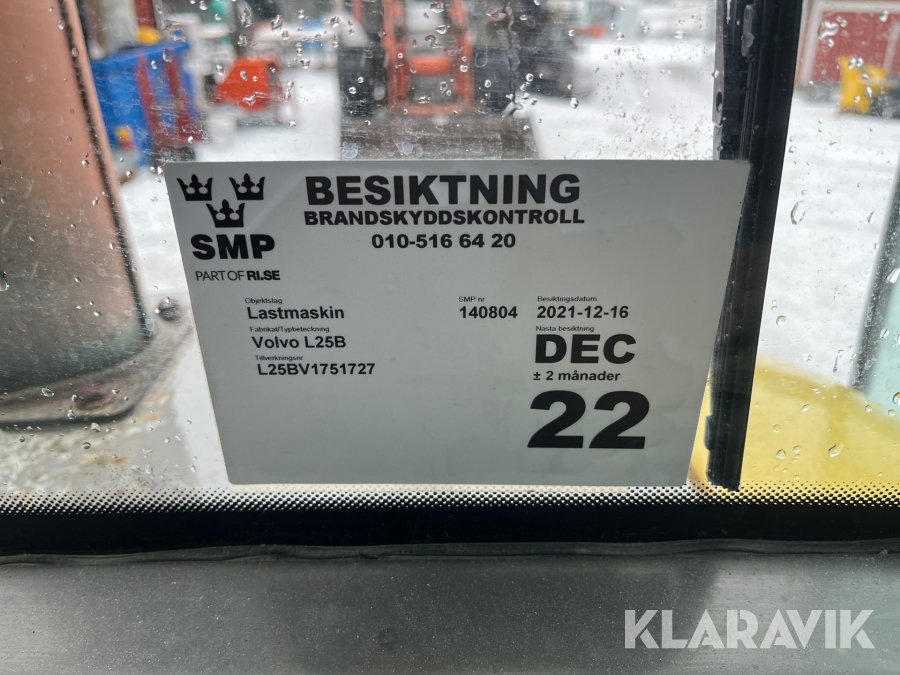 BESIKTNING
BRANDSKYDDSKONTROLL
010-516 64 20
SMP
PART OF RI.SE
Objektslag
Lastmaskin
SMP nr
140804
Besiktingsdatum
2021-12-16
Fabrikat/Typbeteckning
Volvo L25B
Nästa besiktning
DEC
± 2 månader
22
Tillverkningsnr
L25BV1751727
KLARAVIK